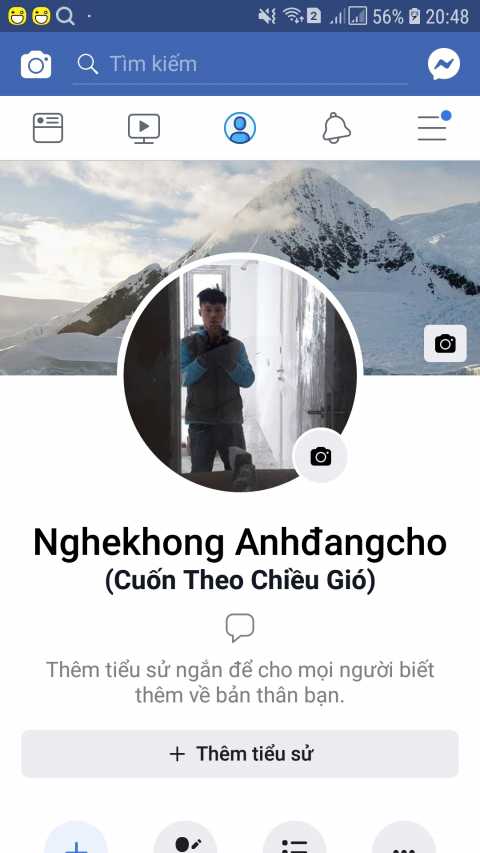 2 56% 20:48
Tìm kiếm
Nghekhong Anhđangcho
(Cuốn Theo Chiều Gió)
Thêm tiểu sử ngắn để cho mọi người biết
thêm về bản thân bạn.
+ Thêm tiểu sử